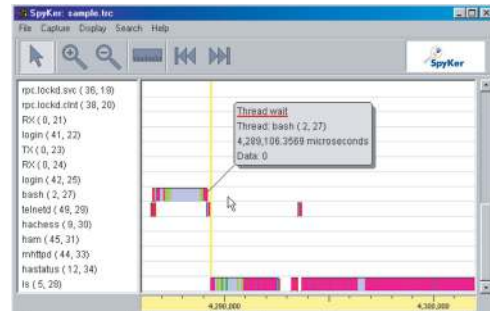 SpyKer: sample.trc
File Capture Display Search Help
SpyKer
rpc.lockd.svc ( 36, 19)
rpc.lockd.clnt ( 38, 20)
RX ( 0, 21)
login ( 41, 22)
TX ( 0, 23)
RX ( 0, 24)
login ( 42, 25)
bash ( 2, 27)
telnetd ( 49, 29)
hachess ( 9, 30)
ham ( 45, 31)
mhttpd ( 44, 33)
hastatus ( 12, 34)
ls ( 5, 28)
Thread wait
Thread: bash ( 2, 27)
4,289,106.3569 microseconds
Data: 0
4,290,000
4,300,000